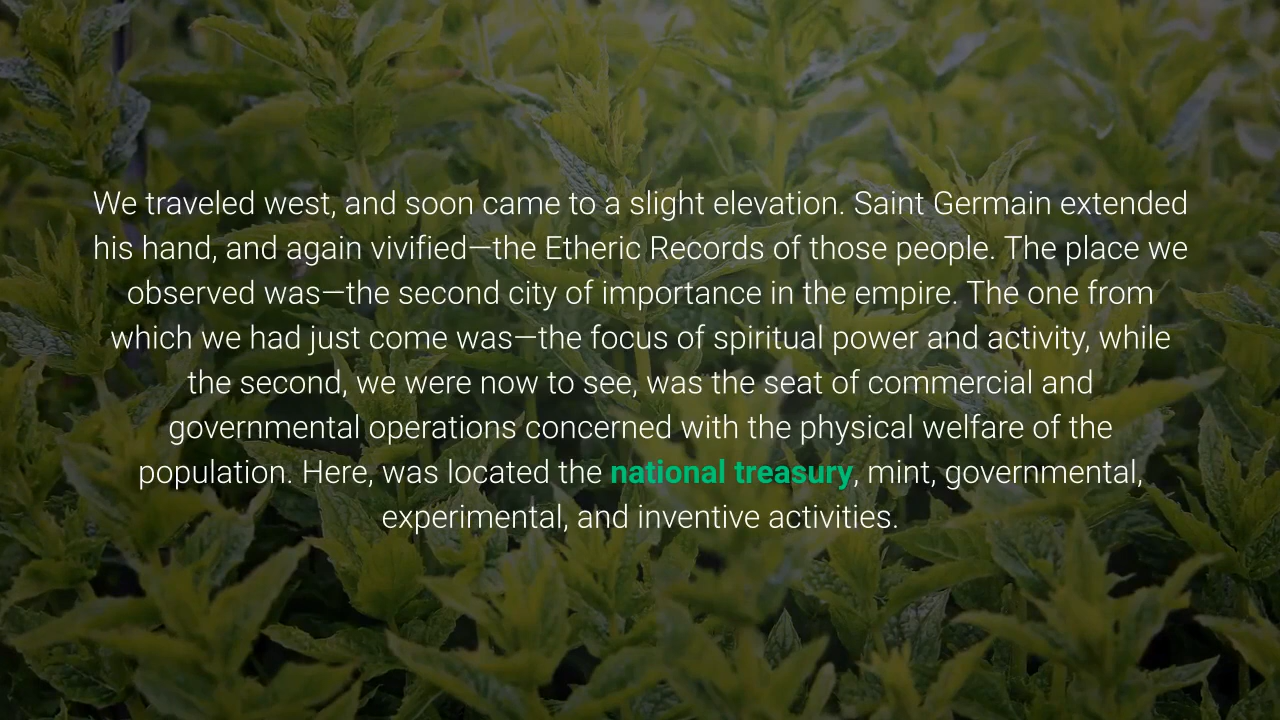 We traveled west, and soon came to a slight elevation. Saint Germain extended
his hand, and again vivified—the Etheric Records of those people. The place we
observed was—the second city of importance in the empire. The one from
which we had just come was—the focus of spiritual power and activity, while
the second, we were now to see, was the seat of commercial and
governmental operations concerned with the physical welfare of the
population. Here, was located the national treasury, mint, governmental,
experimental, and inventive activities.